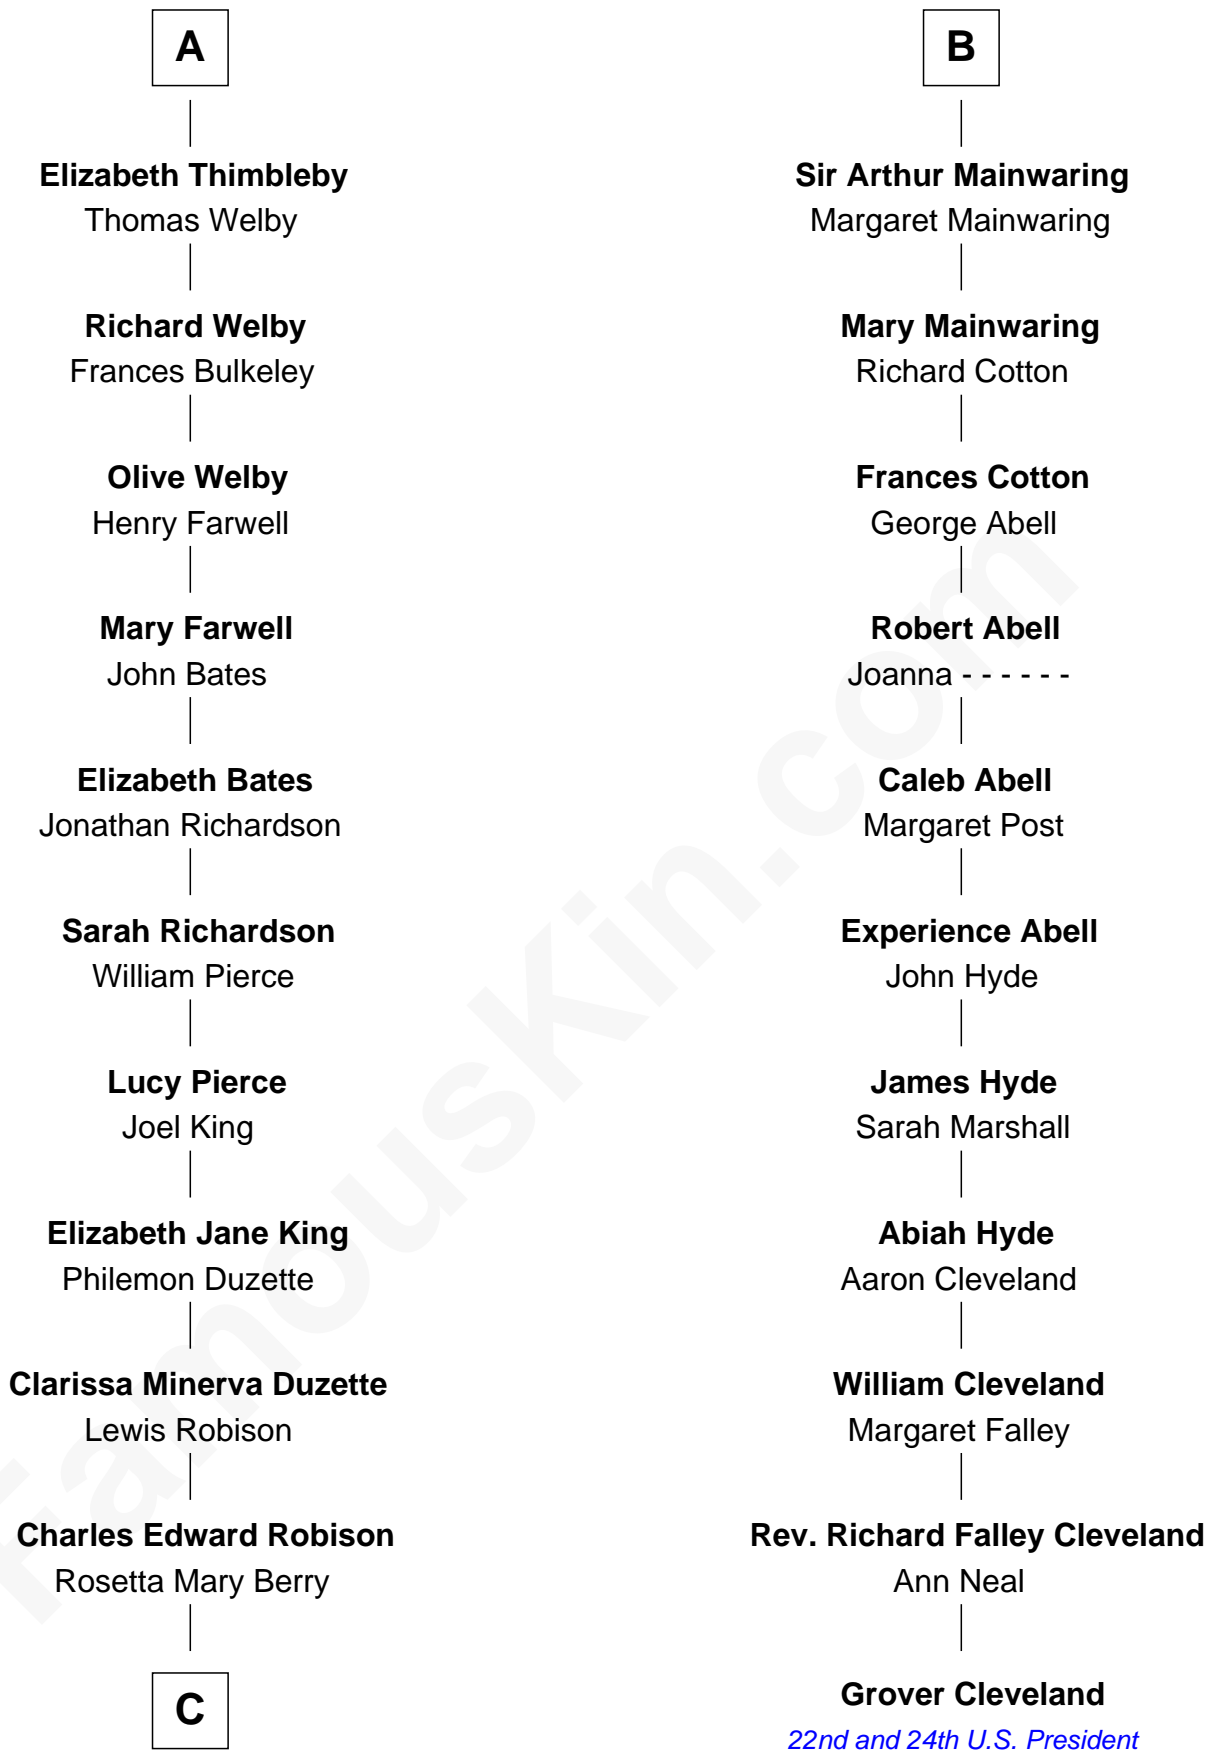 A
Elizabeth Thimbleby
Thomas Welby
Richard Welby
Frances Bulkeley
Olive Welby
Henry Farwell
Mary Farwell
John Bates
Elizabeth Bates
Jonathan Richardson
Sarah Richardson
William Pierce
Lucy Pierce
Joel King
Elizabeth Jane King
Philemon Duzette
Clarissa Minerva Duzette
Lewis Robison
Charles Edward Robison
Rosetta Mary Berry
C
B
Sir Arthur Mainwaring
Margaret Mainwaring
Mary Mainwaring
Richard Cotton
Frances Cotton
George Abell
Robert Abell
Joanna - - - - - -
Caleb Abell
Margaret Post
Experience Abell
John Hyde
James Hyde
Sarah Marshall
Abiah Hyde
Aaron Cleveland
William Cleveland
Margaret Falley
Rev. Richard Falley Cleveland
Ann Neal
Grover Cleveland
22nd and 24th U.S. President
FamousKin.com